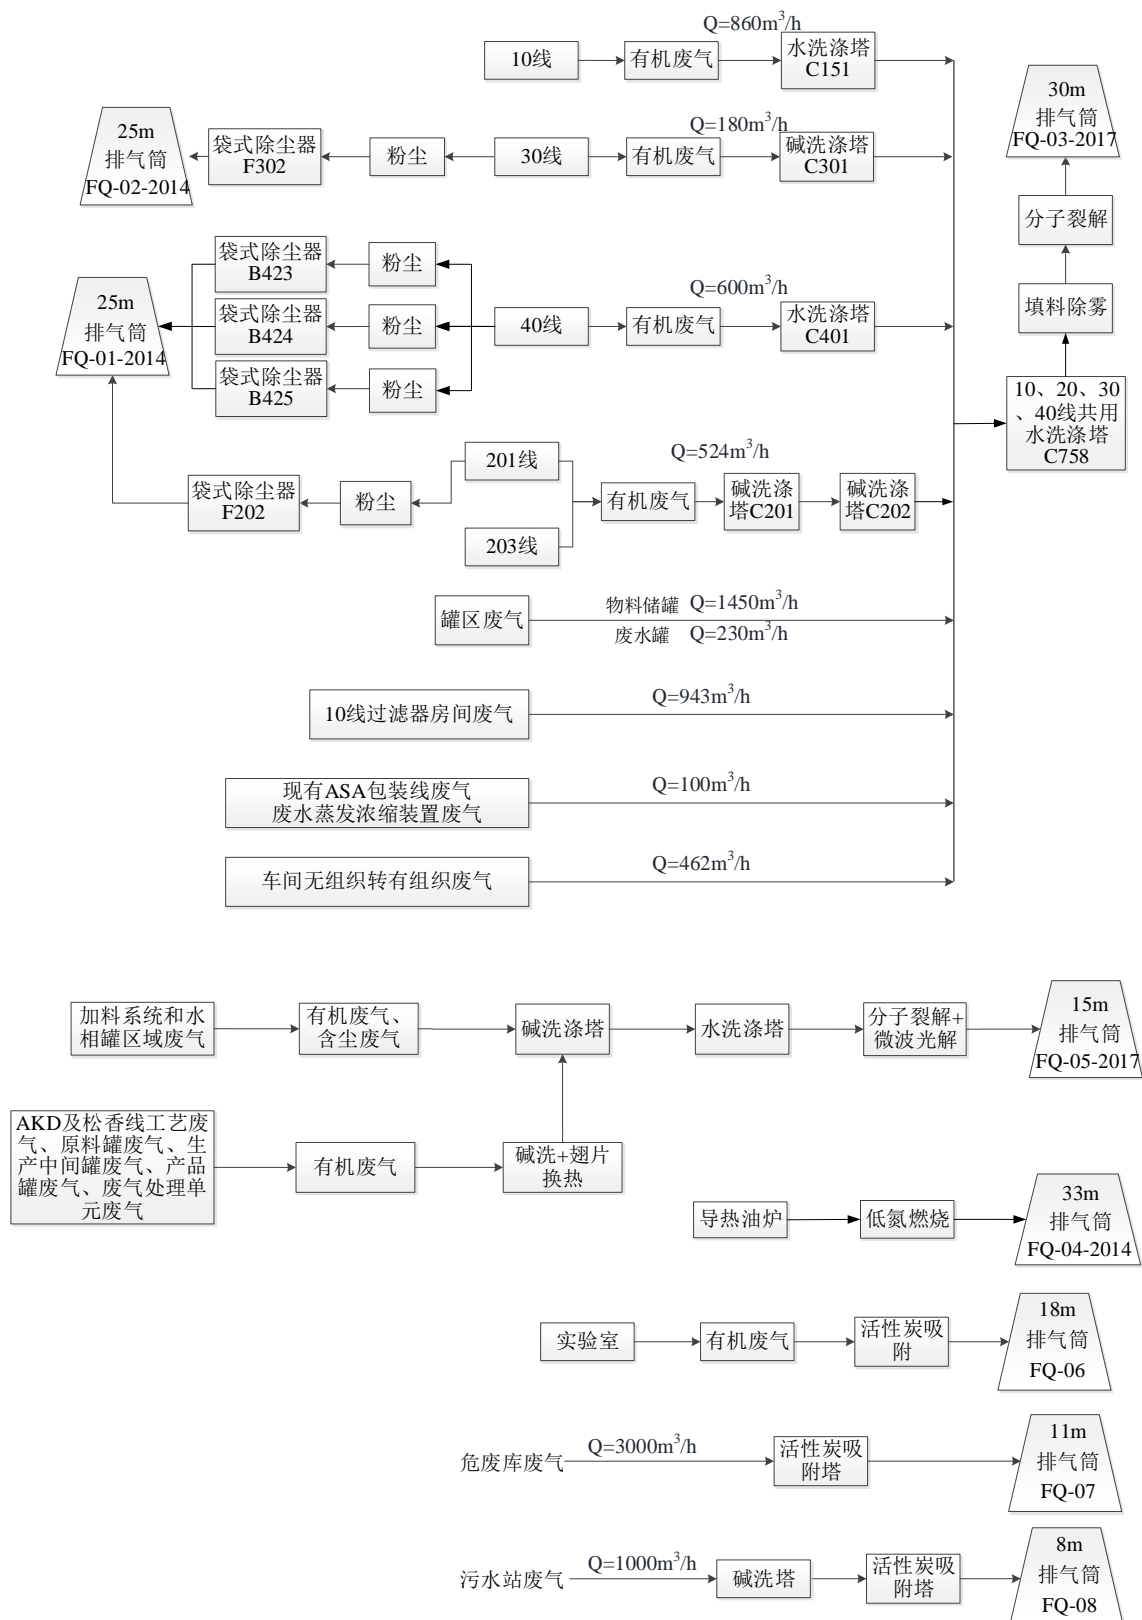 Q=860m³/h
10线
有机废气
水洗涤塔
C151
30m
排气筒
FQ-03-2017
25m
排气筒
FQ-02-2014
袋式除尘器
F302
粉尘
30线
有机废气
Q=180m³/h
碱洗涤塔
C301
分子裂解
填料除雾
10、20、30
、40线共用
水洗涤塔
C758
25m
排气筒
FQ-01-2014
袋式除尘器
B423
粉尘
袋式除尘器
B424
粉尘
袋式除尘器
B425
粉尘
40线
有机废气
Q=600m³/h
水洗涤塔
C401
袋式除尘器
F202
粉尘
201线
203线
有机废气
Q=524m³/h
碱洗涤
塔C201
碱洗涤
塔C202
罐区废气
物料储罐 Q=1450m³/h
废水罐 Q=230m³/h
10线过滤器房间废气
Q=943m³/h
现有ASA包装线废气
废水蒸发浓缩装置废气
Q=100m³/h
车间无组织转有组织废气
Q=462m³/h
加料系统和水
相罐区域废气
有机废气、
含尘废气
碱洗涤塔
水洗涤塔
分子裂解+
微波光解
15m
排气筒
FQ-05-2017
AKD及松香线工艺废
气、原料罐废气、生
产中间罐废气、产品
罐废气、废气处理单
元废气
有机废气
碱洗+翅片
换热
导热油炉
低氮燃烧
33m
排气筒
FQ-04-2014
实验室
有机废气
活性炭吸
附
18m
排气筒
FQ-06
危废库废气
Q=3000m³/h
活性炭吸
附塔
11m
排气筒
FQ-07
污水站废气
Q=1000m³/h
碱洗塔
活性炭吸
附塔
8m
排气筒
FQ-08